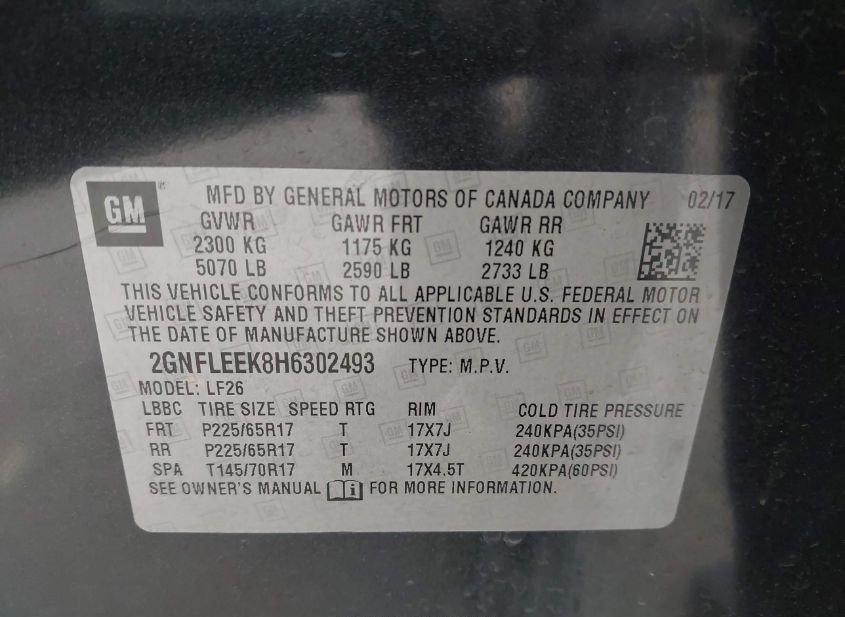 GM MFD BY GENERAL MOTORS OF CANADA COMPANY 02/17
GVWR GAWR FRT GAWR RR
2300 KG 1175 KG 1240 KG
5070 LB 2590 LB 2733 LB
THIS VEHICLE CONFORMS TO ALL APPLICABLE U.S. FEDERAL MOTOR
VEHICLE SAFETY AND THEFT PREVENTION STANDARDS IN EFFECT ON
THE DATE OF MANUFACTURE SHOWN ABOVE.
2GNFLEEK8H6302493 TYPE: M.P.V.
MODEL: LF26
LBBC TIRE SIZE SPEED RTG RIM COLD TIRE PRESSURE
FRT P225/65R17 T 17X7J 240KPA(35PSI)
RR P225/65R17 T 17X7J 240KPA(35PSI)
SPA T145/70R17 M 17X4.5T 420KPA(60PSI)
SEE OWNER'S MANUAL i FOR MORE INFORMATION.